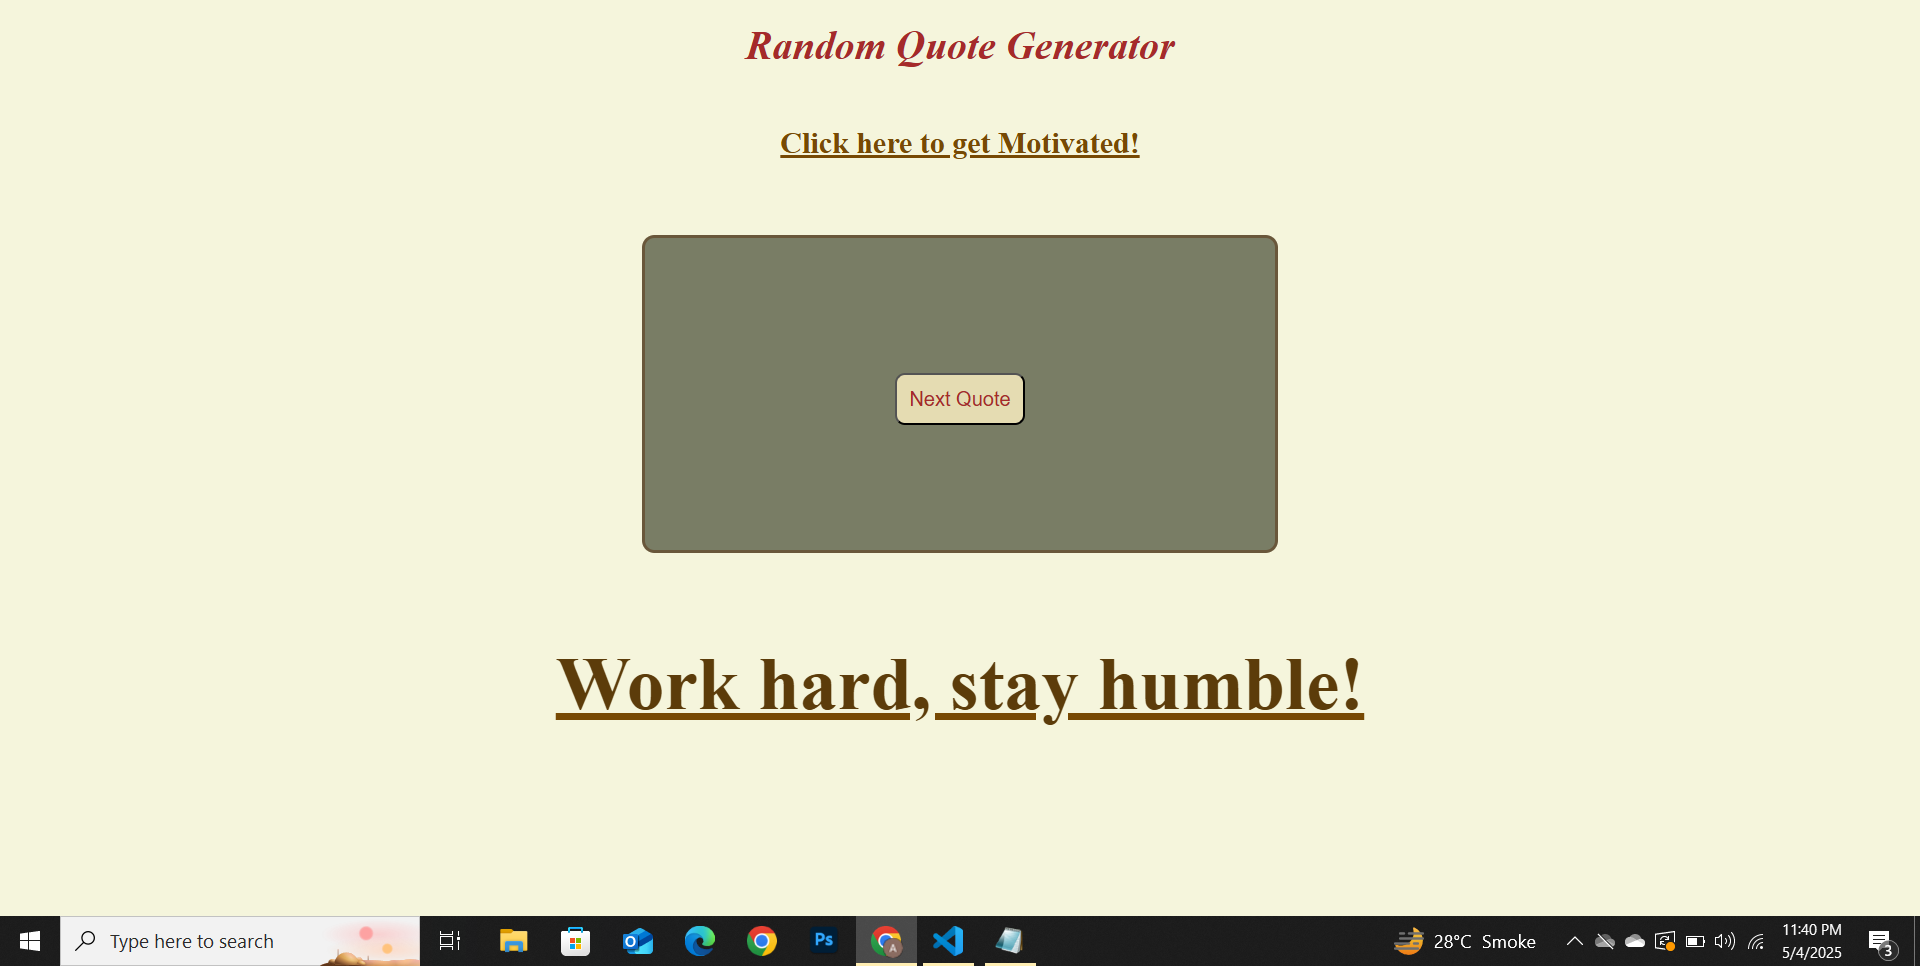 Random Quote Generator
Click here to get Motivated!
Next Quote
Work hard, stay humble!
Type here to search
Ps
A
28°C Smoke
11:40 PM
5/4/2025
3